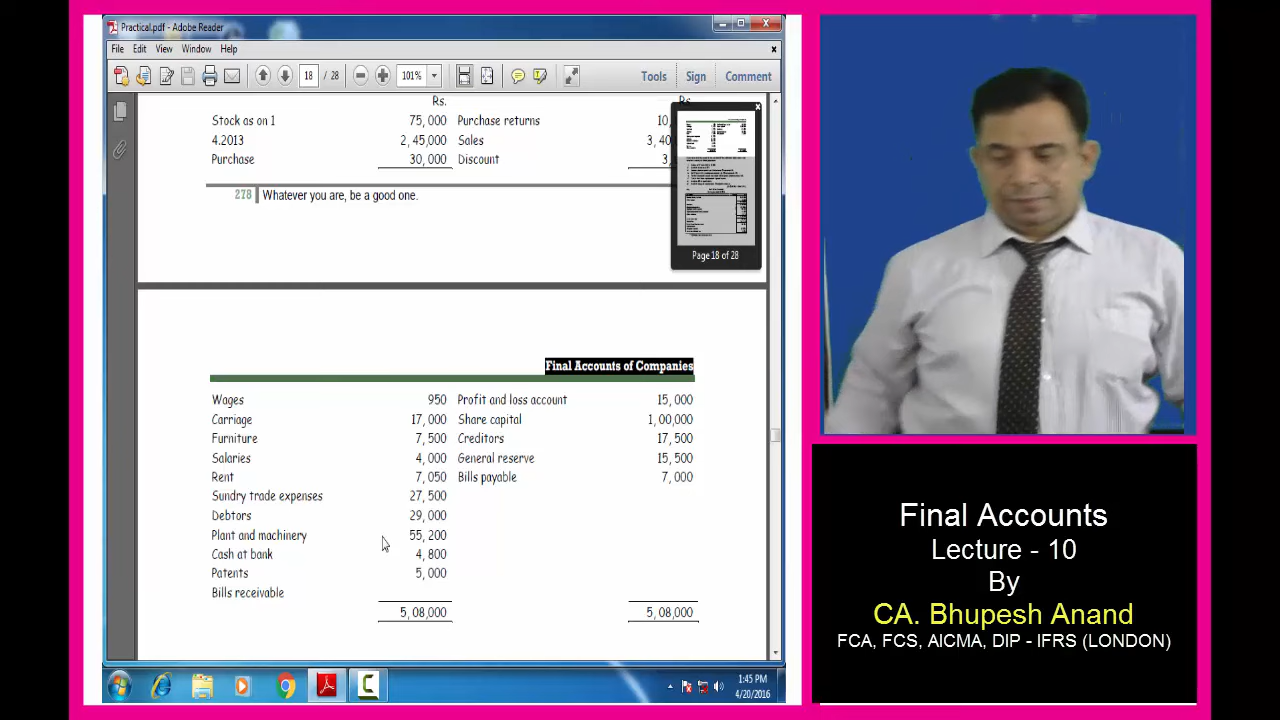 Practical.pdf - Adobe Reader
File Edit View Window Help
18 / 28 101% Tools Sign Comment
Rs. Rs.
Stock as on 1 75, 000 Purchase returns 10,
4.2013 2, 45,000 Sales 3, 40
Purchase 30, 000 Discount 3,
278 Whatever you are, be a good one.
Page 18 of 28
Final Accounts of Companies
Wages 950 Profit and loss account 15, 000
Carriage 17, 000 Share capital 1, 00,000
Furniture 7, 500 Creditors 17, 500
Salaries 4, 000 General reserve 15, 500
Rent 7, 050 Bills payable 7, 000
Sundry trade expenses 27, 500
Debtors 29, 000
Plant and machinery 55, 200
Cash at bank 4, 800
Patents 5, 000
Bills receivable
5, 08,000 5, 08,000
1:45 PM
4/20/2016
Final Accounts
Lecture - 10
By
CA. Bhupesh Anand
FCA, FCS, AICMA, DIP - IFRS (LONDON)